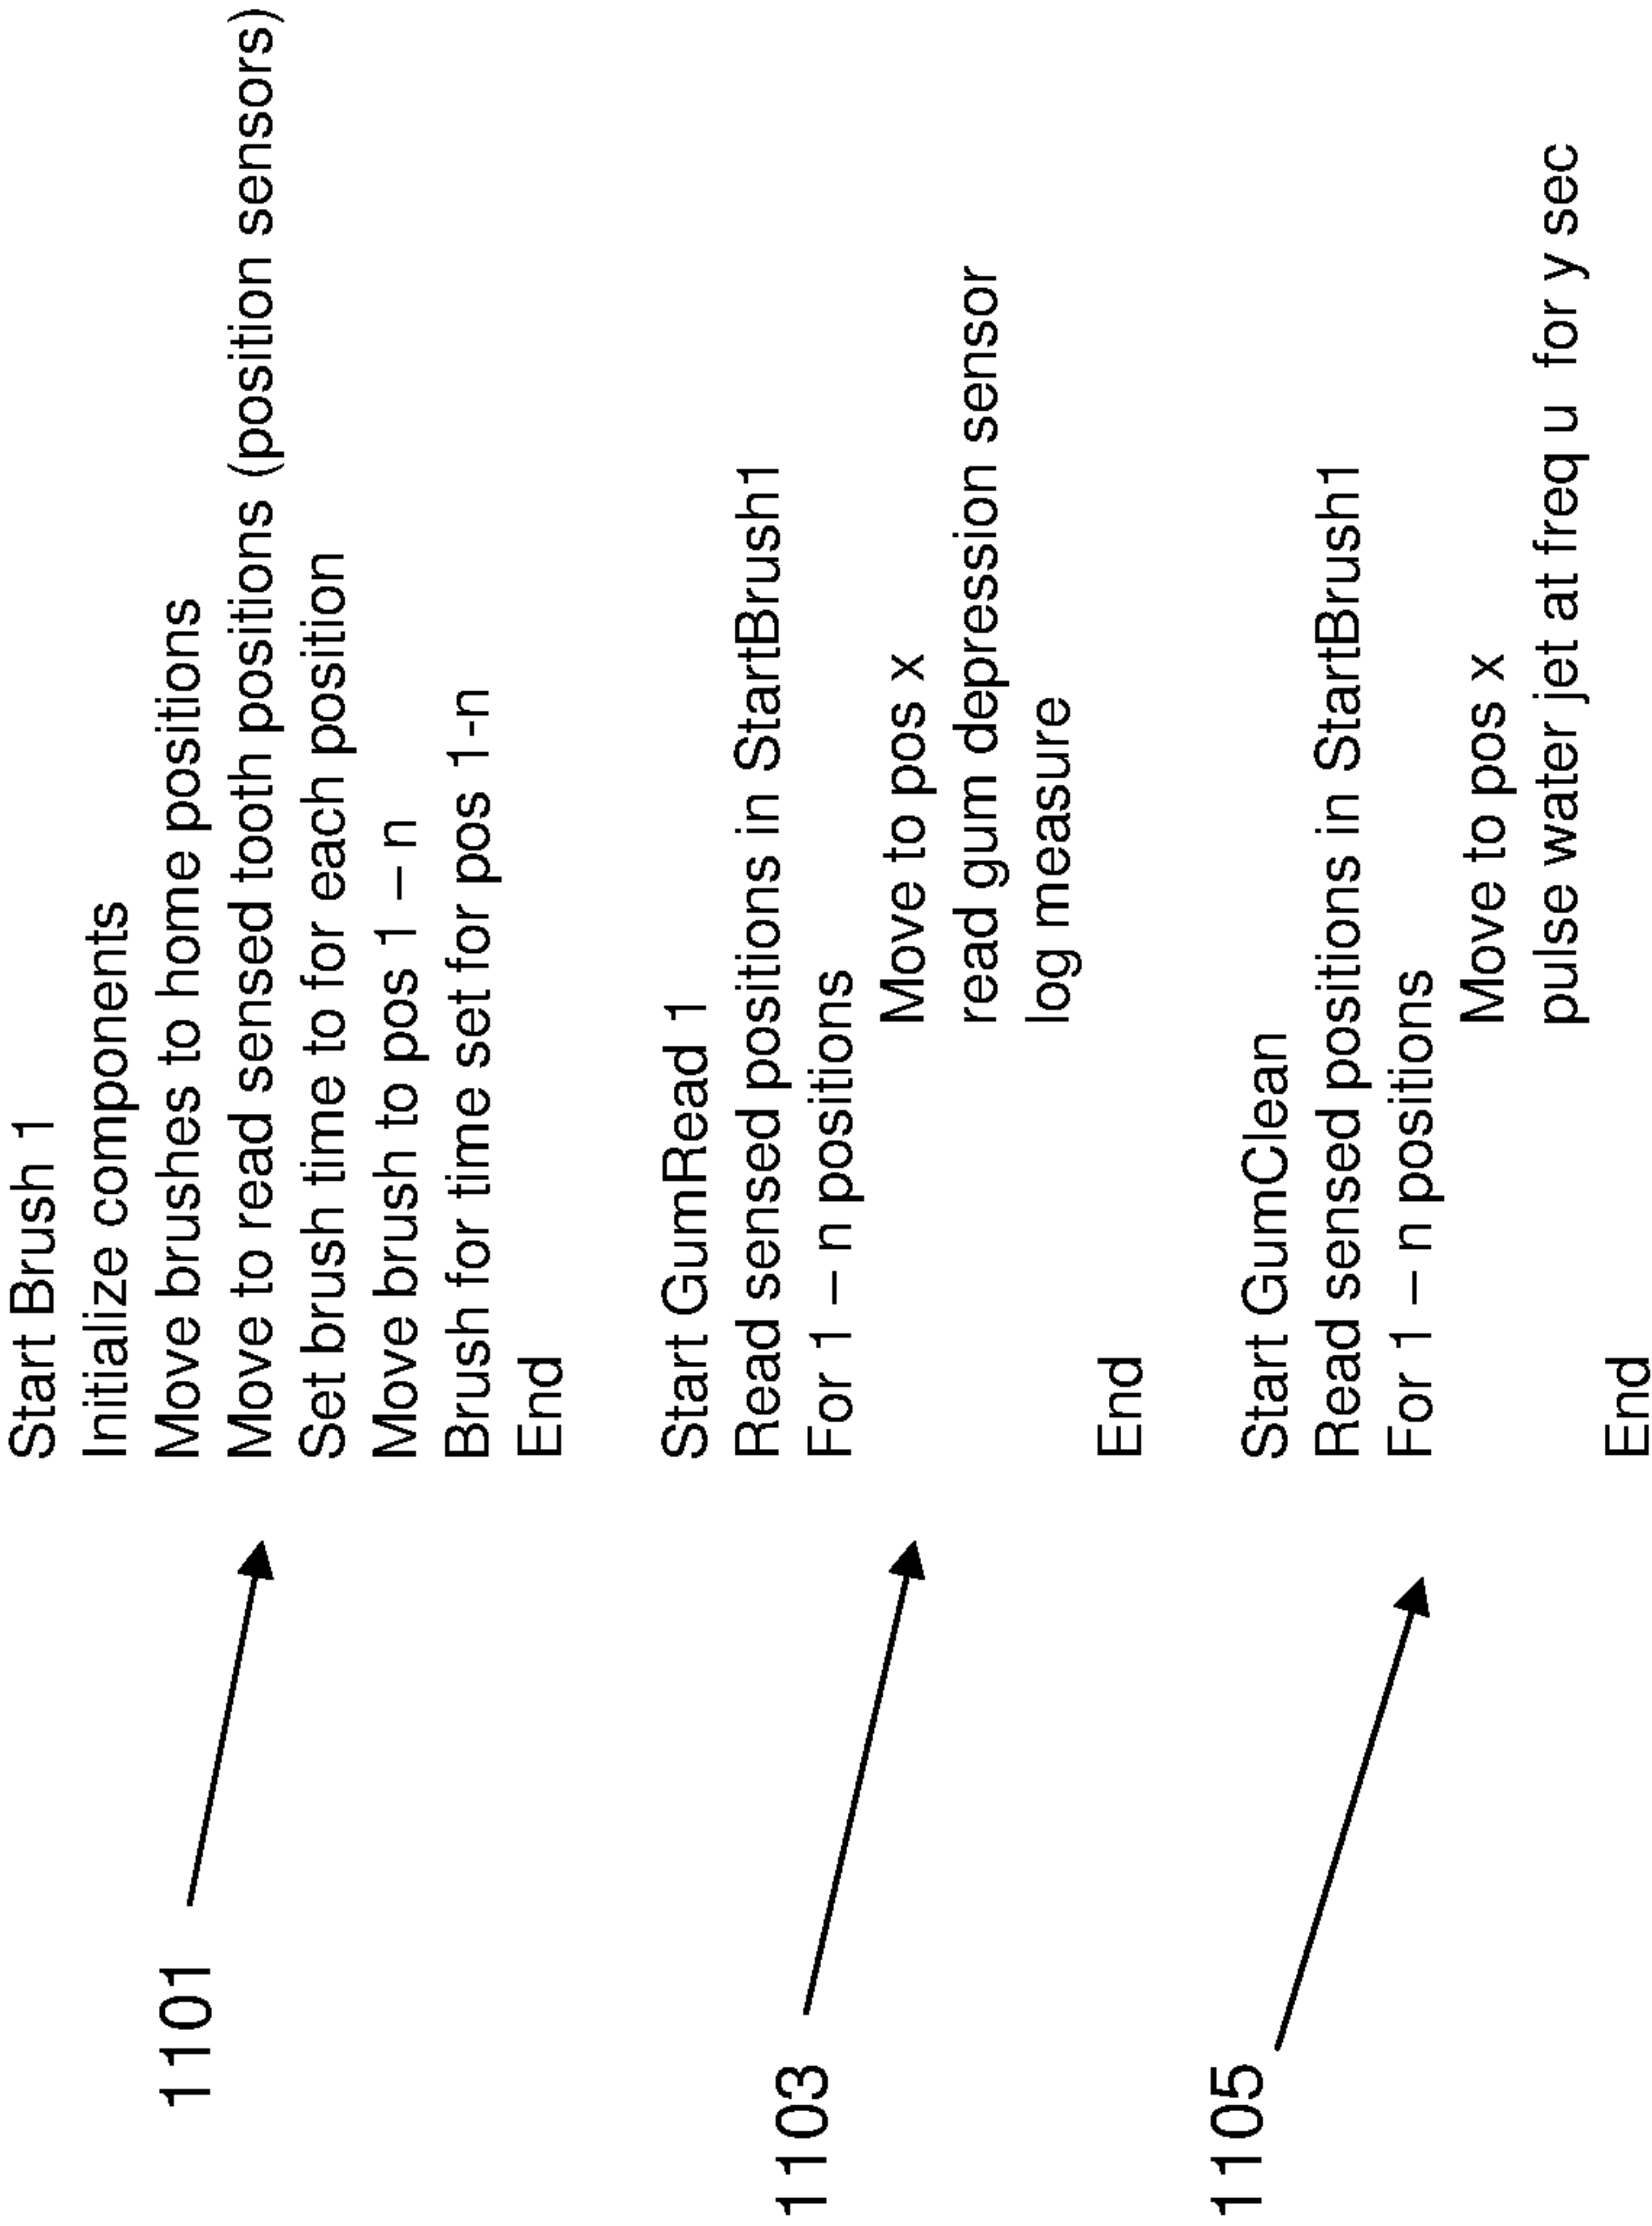 1101
Start Brush 1
Initialize components
Move brushes to home positions
Move to read sensed tooth positions (position sensors)
Set brush time to for each position
Move brush to pos 1 – n
Brush for time set for pos 1-n
End
1103
Start GumRead 1
Read sensed positions in StartBrush1
For 1 – n positions
Move to pos x
read gum depression sensor
log measure
End
1105
Start GumClean
Read sensed positions in StartBrush1
For 1 – n positions
Move to pos x
pulse water jet at freq u for y sec
End